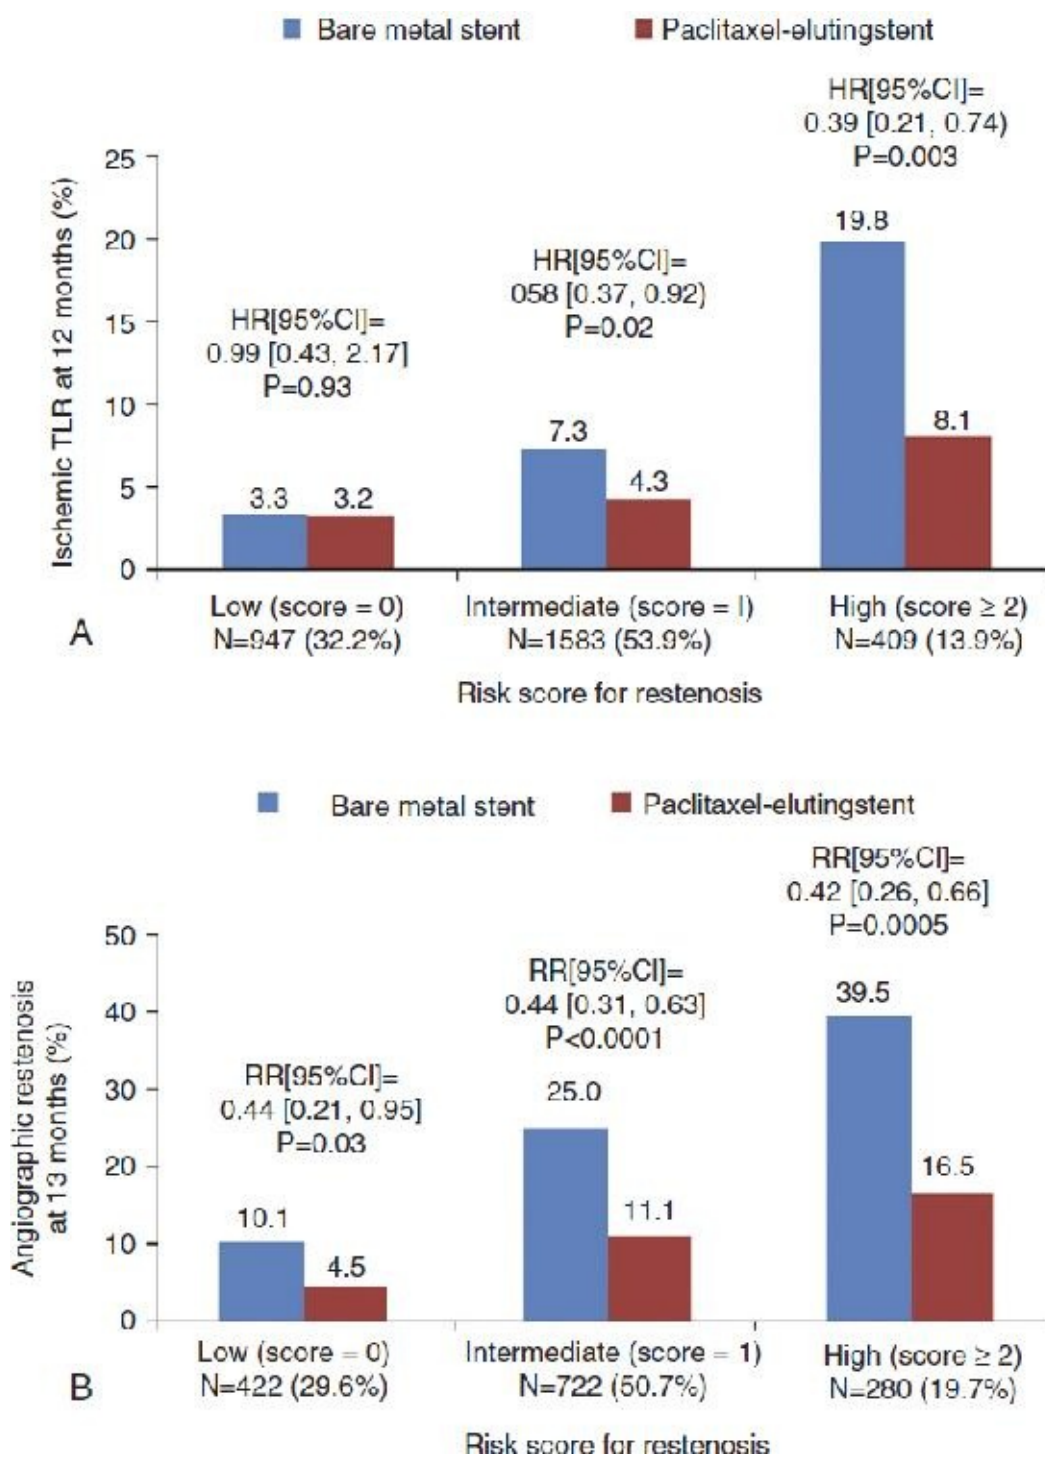 Bare metal stent Paclitaxel-elutingstent
HR[95%CI]=
0.39 [0.21, 0.74)
P=0.003
HR[95%CI]=
058 [0.37, 0.92)
P=0.02
HR[95%CI]=
0.99 [0.43, 2.17]
P=0.93
Ischemic TLR at 12 months (%)
25
20
15
10
5
0
3.3 3.2
7.3 4.3
19.8 8.1
Low (score = 0) Intermediate (score = I) High (score ≥ 2)
N=947 (32.2%) N=1583 (53.9%) N=409 (13.9%)
A
Risk score for restenosis
Bare metal stent Paclitaxel-elutingstent
RR[95%CI]=
0.42 [0.26, 0.66]
P=0.0005
RR[95%CI]=
0.44 [0.31, 0.63]
P<0.0001
RR[95%CI]=
0.44 [0.21, 0.95]
P=0.03
Angiographic restenosis
at 13 months (%)
50
40
30
20
10
0
10.1 4.5
25.0 11.1
39.5 16.5
Low (score = 0) Intermediate (score = 1) High (score ≥ 2)
N=422 (29.6%) N=722 (50.7%) N=280 (19.7%)
B
Risk score for restenosis